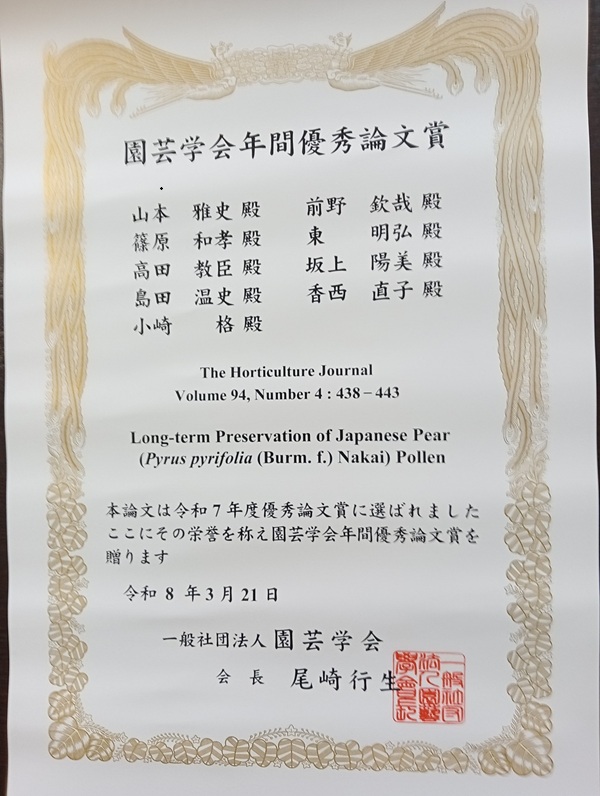 園芸学会年間優秀論文賞
山本 雅史 殿 前野 欽哉 殿
篠原 和孝 殿 東 明弘 殿
高田 教臣 殿 坂上 陽美 殿
島田 温史 殿 香西 直子 殿
小崎 格 殿
The Horticulture Journal
Volume 94, Number 4 : 438－443
Long-term Preservation of Japanese Pear
(Pyrus pyrifolia (Burm. f.) Nakai) Pollen
本論文は令和7年度優秀論文賞に選ばれました
ここにその栄誉を称え園芸学会年間優秀論文賞を
贈ります
令和 8 年 3 月 21 日
一般社団法人 園芸学会
会 長 尾崎行生